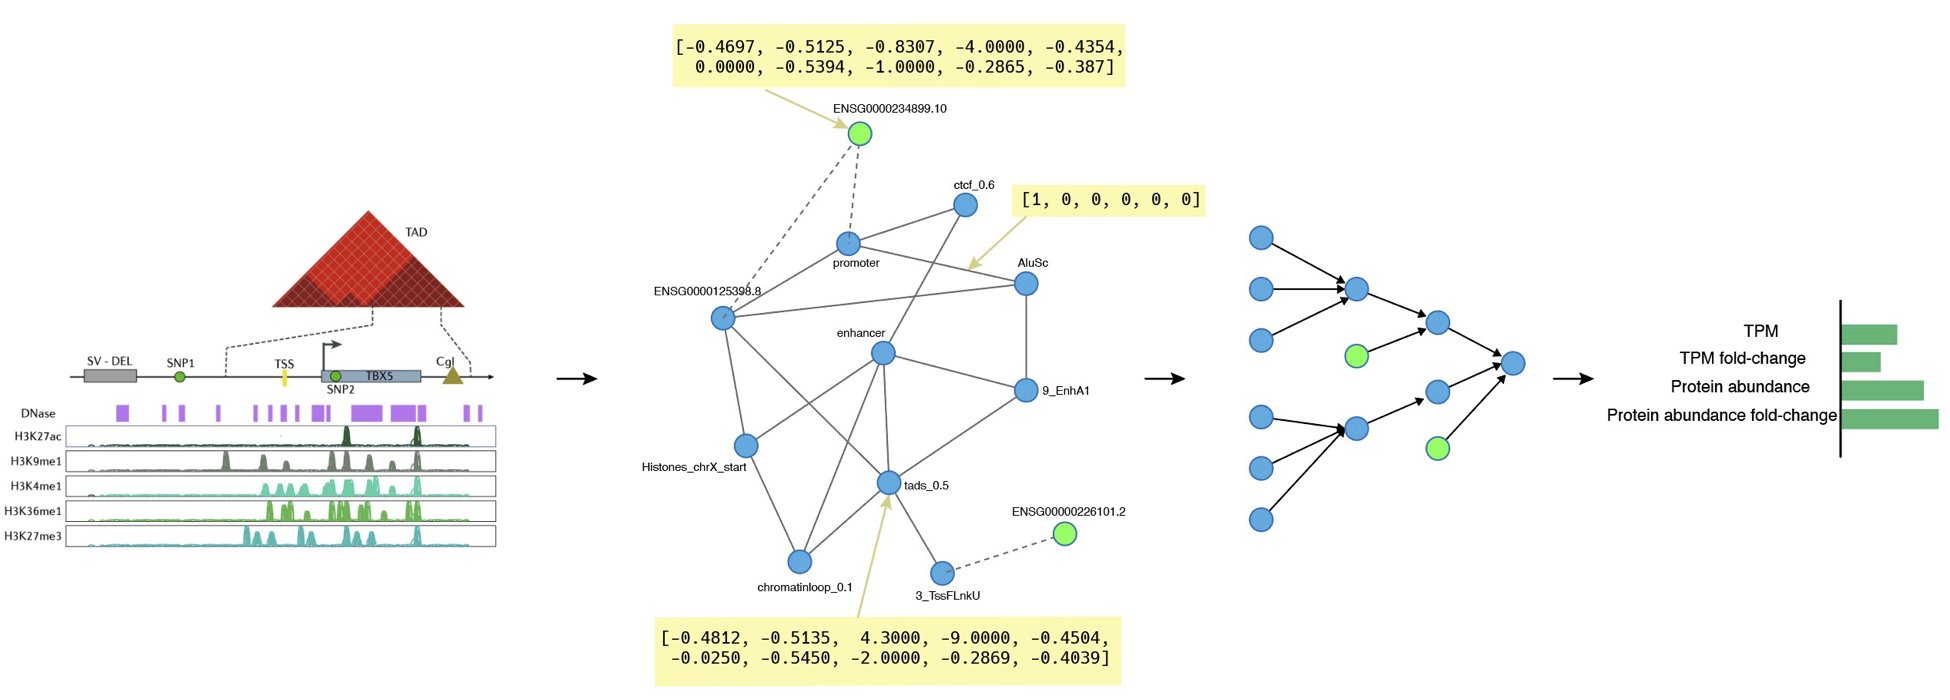 TAD
SV - DEL
SNP1
TSS
TBX5
SNP2
CgI
DNase
H3K27ac
H3K9me1
H3K4me1
H3K36me1
H3K27me3
[-0.4697, -0.5125, -0.8307, -4.0000, -0.4354,
0.0000, -0.5394, -1.0000, -0.2865, -0.387]
ENSG0000234899.10
ctcf_0.6
[1, 0, 0, 0, 0, 0]
promoter
AluSc
ENSG0000125398.8
enhancer
9_EnhA1
Histones_chrX_start
tads_0.5
ENSG00000226101.2
chromatinloop_0.1
3_TssFLnkU
[-0.4812, -0.5135, 4.3000, -9.0000, -0.4504,
-0.0250, -0.5450, -2.0000, -0.2869, -0.4039]
TPM
TPM fold-change
Protein abundance
Protein abundance fold-change